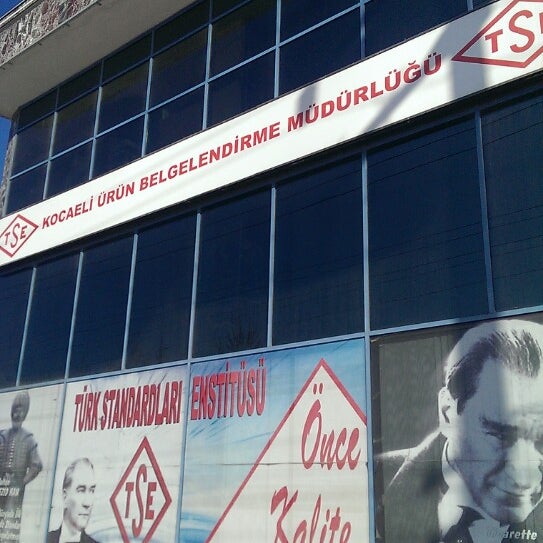 TSE
TSE KOCAELİ ÜRÜN BELGELENDİRME MÜDÜRLÜĞÜ
TÜRK STANDARDLARI ENSTİTÜSÜ
Önce
TSE
Kalite